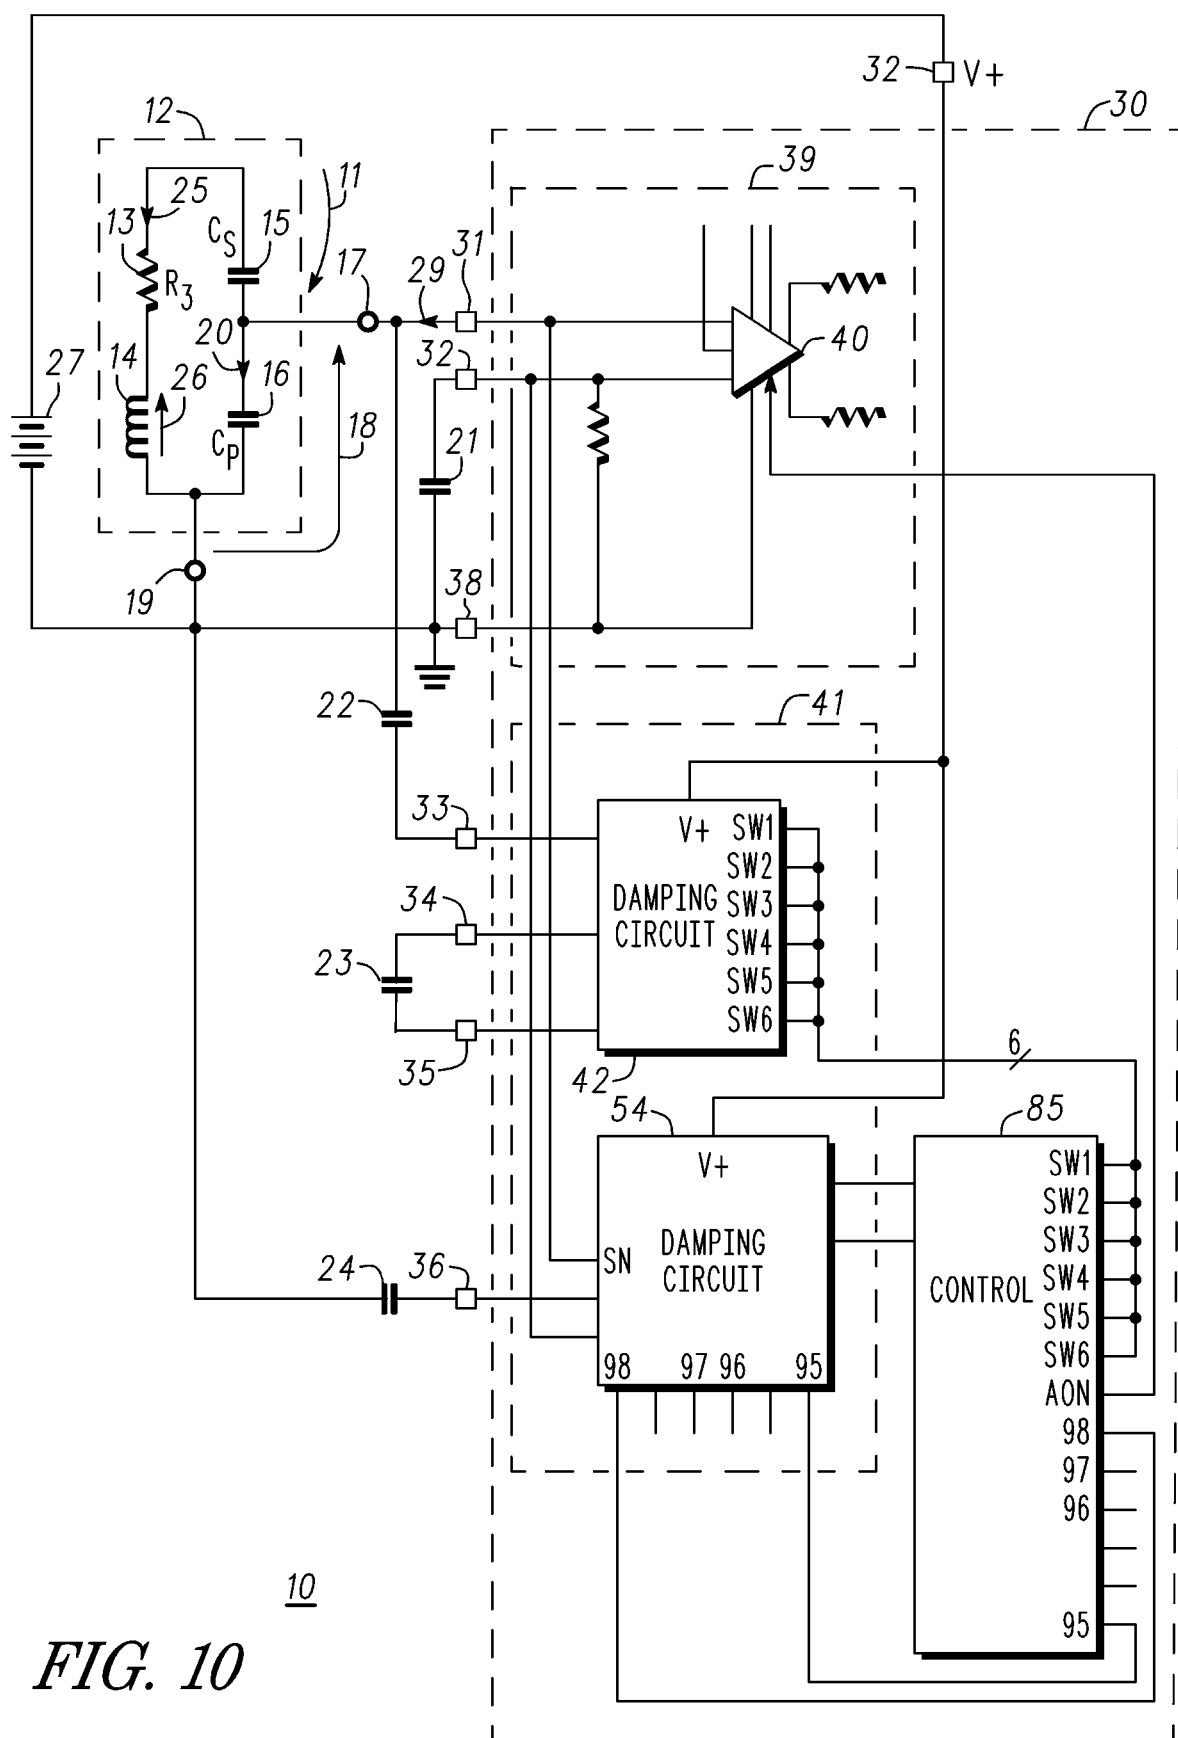 32 V+
30
12
39
11
25
13
CS
15
31
17
29
R3
20
32
40
14
27
26
16
18
CP
21
38
19
22
41
33
V+
SW1
SW2
34
DAMPING
SW3
CIRCUIT
SW4
23
SW5
SW6
6
35
42
54
85
V+
SW1
SW2
DAMPING
SW3
24
36
SN
CIRCUIT
SW4
CONTROL
SW5
SW6
98 97 96 95
AON
98
97
96
95
10
FIG. 10